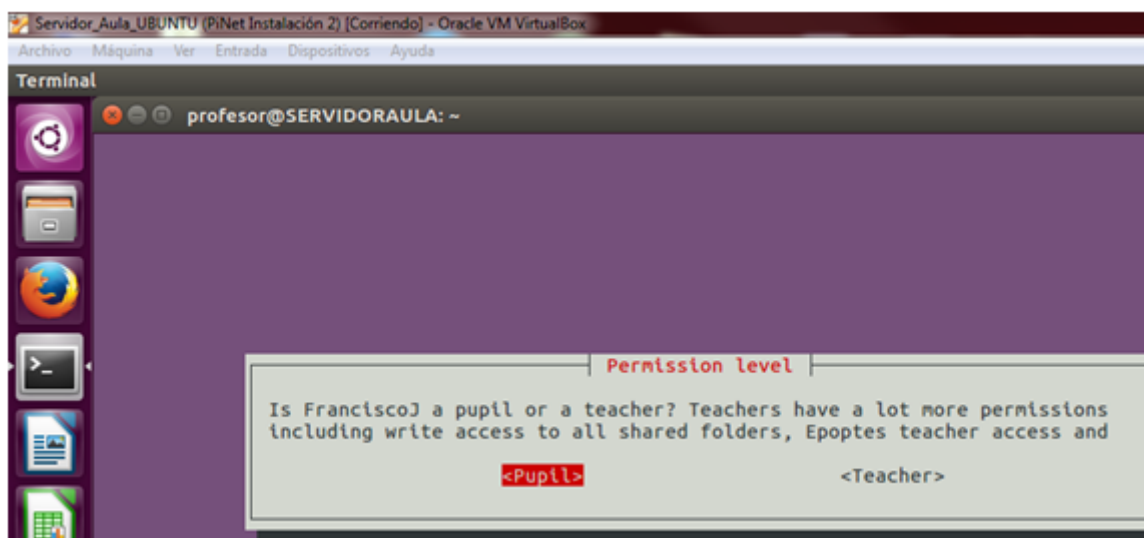 Servidor_Aula_UBUNTU (PiNet Instalación 2) [Corriendo] - Oracle VM VirtualBox
Archivo Máquina Ver Entrada Dispositivos Ayuda
Terminal
profesor@SERVIDORAULA: ~
>_
Permission level
Is FranciscoJ a pupil or a teacher? Teachers have a lot more permissions
including write access to all shared folders, Epoptes teacher access and
<Pupil> <Teacher>